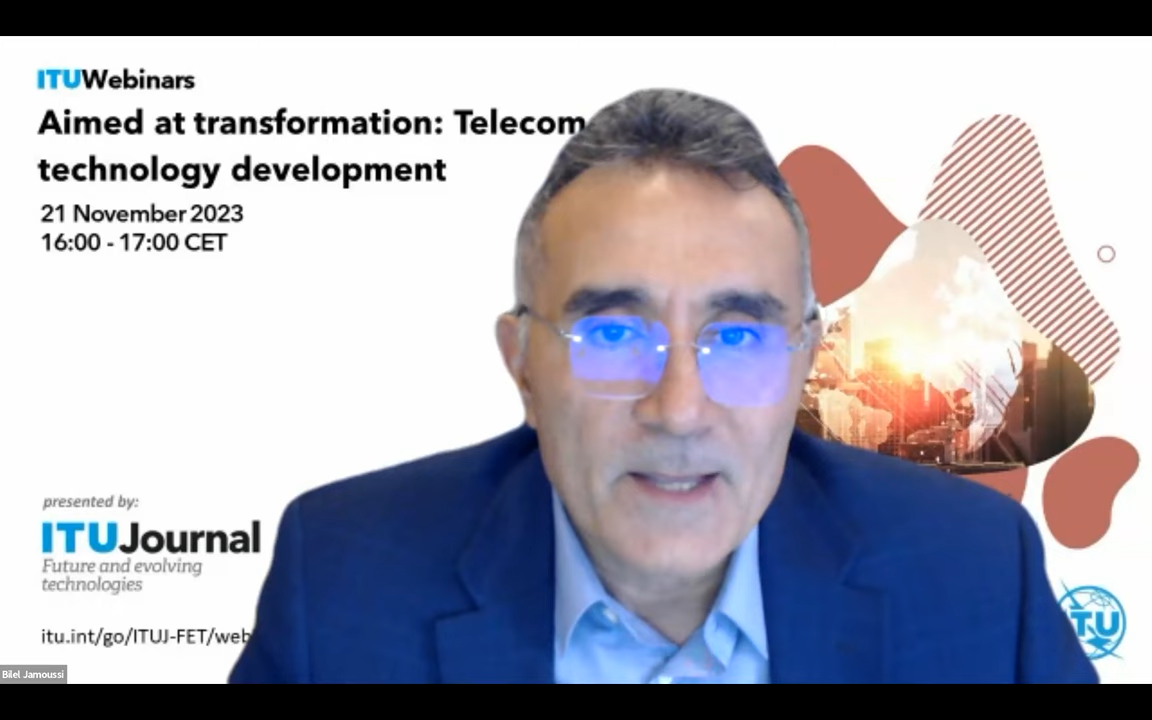 ITUWebinars
Aimed at transformation: Telecom
technology development
21 November 2023
16:00 - 17:00 CET
presented by:
ITUJournal
Future and evolving
technologies
itu.int/go/ITUJ-FET/web
ITU
Bilel Jamoussi